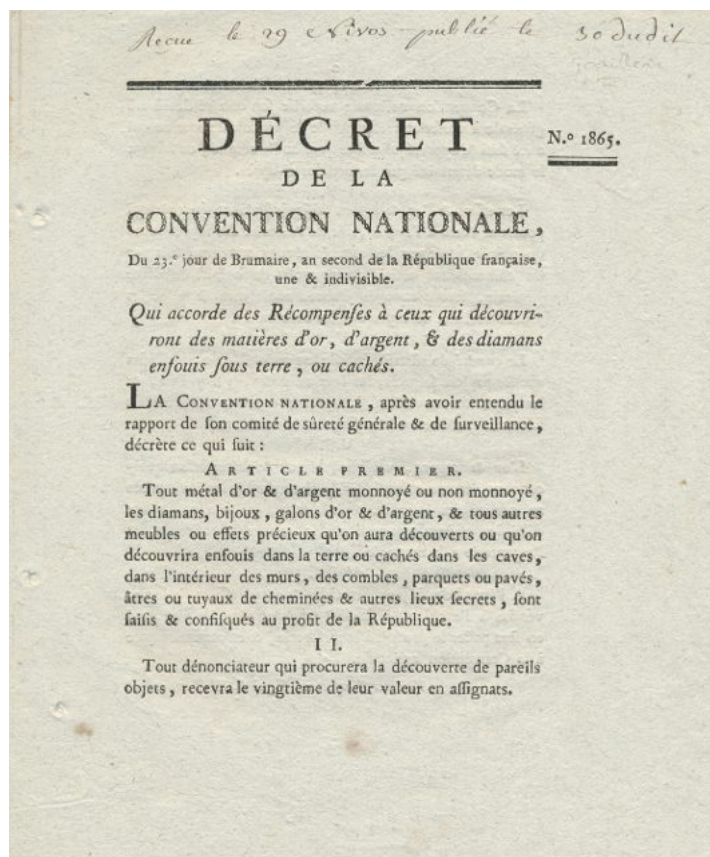 Recue le 29 Nivos publié le 30 dudit
DÉCRET
N.o 1865.
DE LA
CONVENTION NATIONALE,
Du 23.e jour de Brumaire, an second de la République française,
une & indivisible.
Qui accorde des Récompenſes à ceux qui découvri-
ront des matières d'or, d'argent, & des diamans
enfouis ſous terre, ou cachés.
LA CONVENTION NATIONALE, après avoir entendu le
rapport de ſon comité de sûreté générale & de ſurveillance,
décrète ce qui ſuit :
ARTICLE PREMIER.
Tout métal d'or & d'argent monnoyé ou non monnoyé,
les diamans, bijoux, galons d'or & d'argent, & tous autres
meubles ou effets précieux qu'on aura découverts ou qu'on
découvrira enfouis dans la terre ou cachés dans les caves,
dans l'intérieur des murs, des combles, parquets ou pavés,
âtres ou tuyaux de cheminées & autres lieux ſecrets, ſont
ſaiſis & confiſqués au profit de la République.
II.
Tout dénonciateur qui procurera la découverte de pareils
objets, recevra le vingtième de leur valeur en aſſignats.